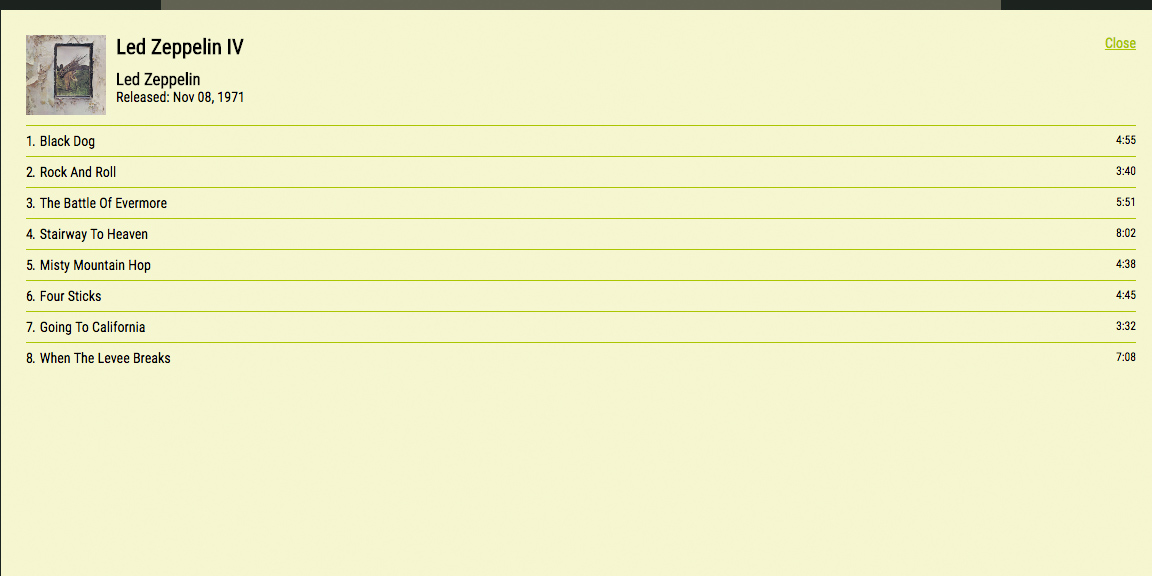 Led Zeppelin IV
Close
Led Zeppelin
Released: Nov 08, 1971
1. Black Dog 4:55
2. Rock And Roll 3:40
3. The Battle Of Evermore 5:51
4. Stairway To Heaven 8:02
5. Misty Mountain Hop 4:38
6. Four Sticks 4:45
7. Going To California 3:32
8. When The Levee Breaks 7:08